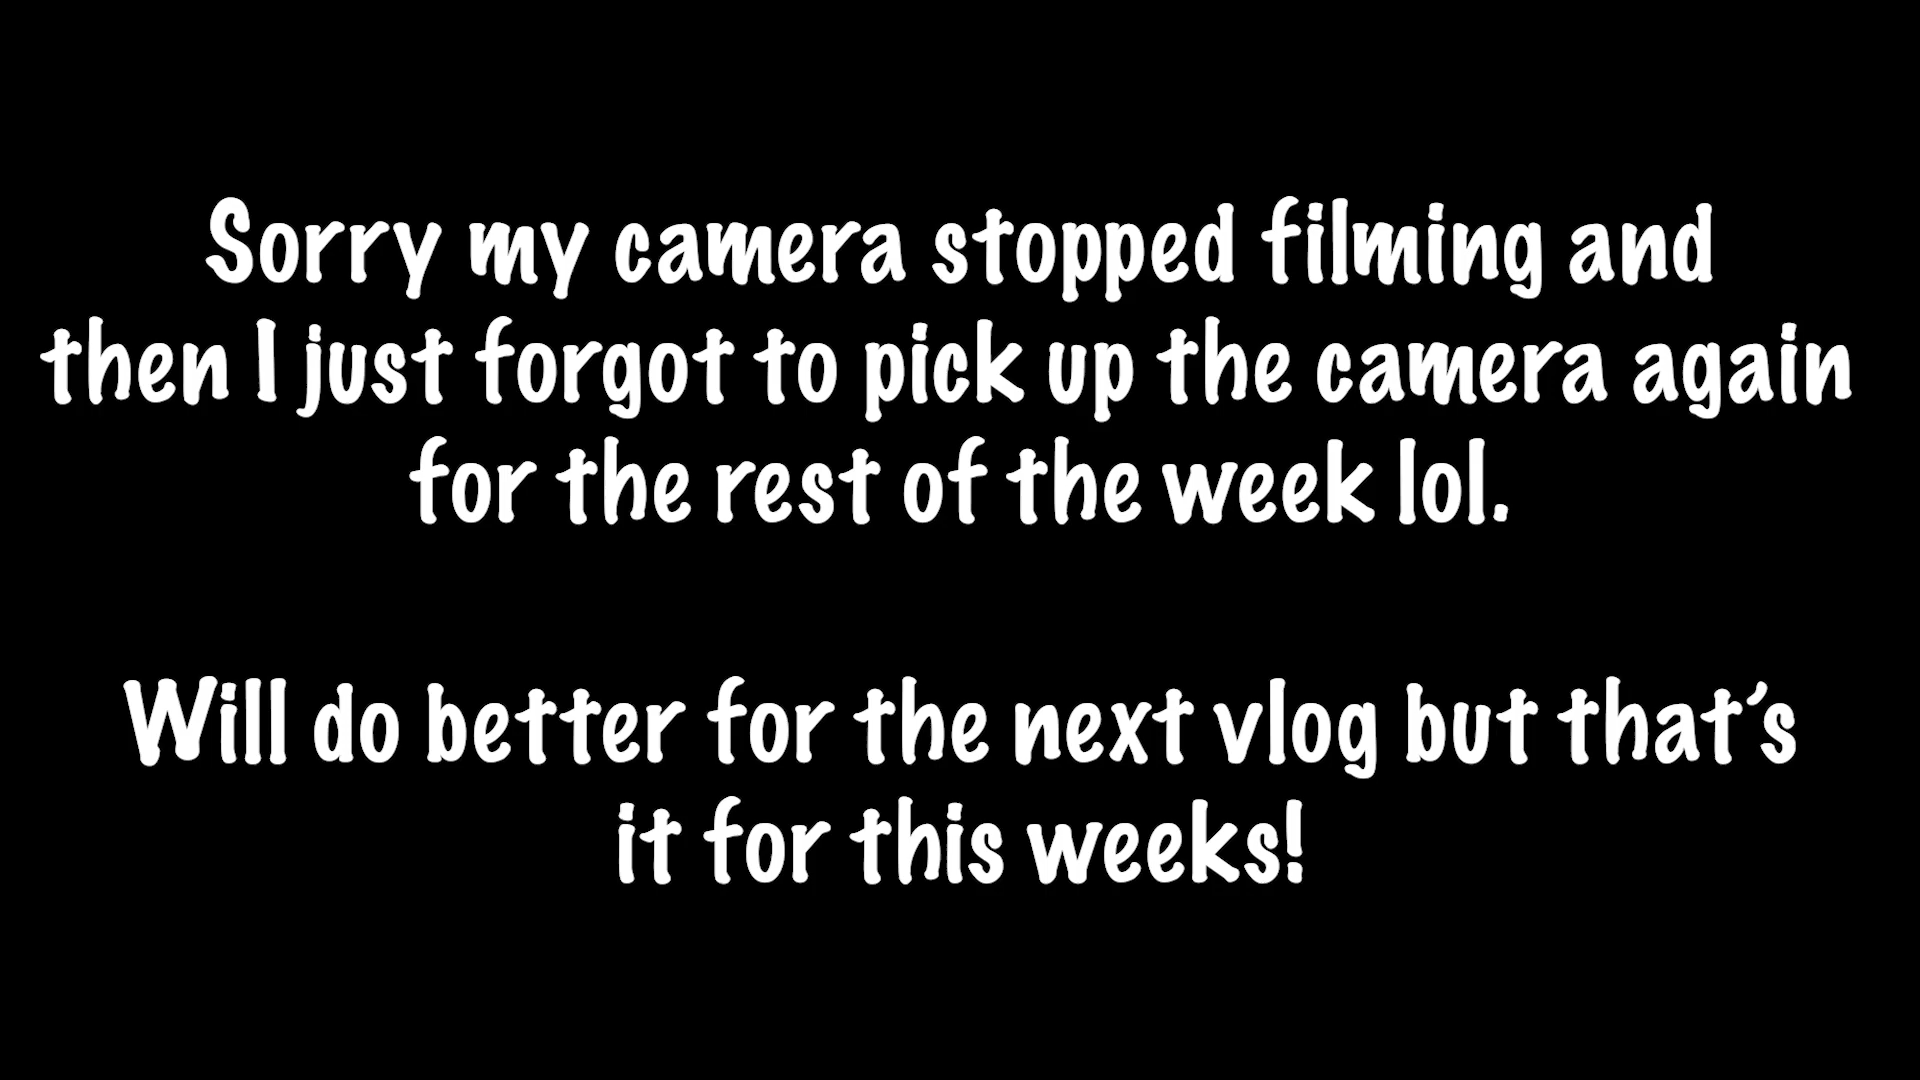 Sorry my camera stopped filming and
then I just forgot to pick up the camera again
for the rest of the week lol.
Will do better for the next vlog but that’s
it for this weeks!